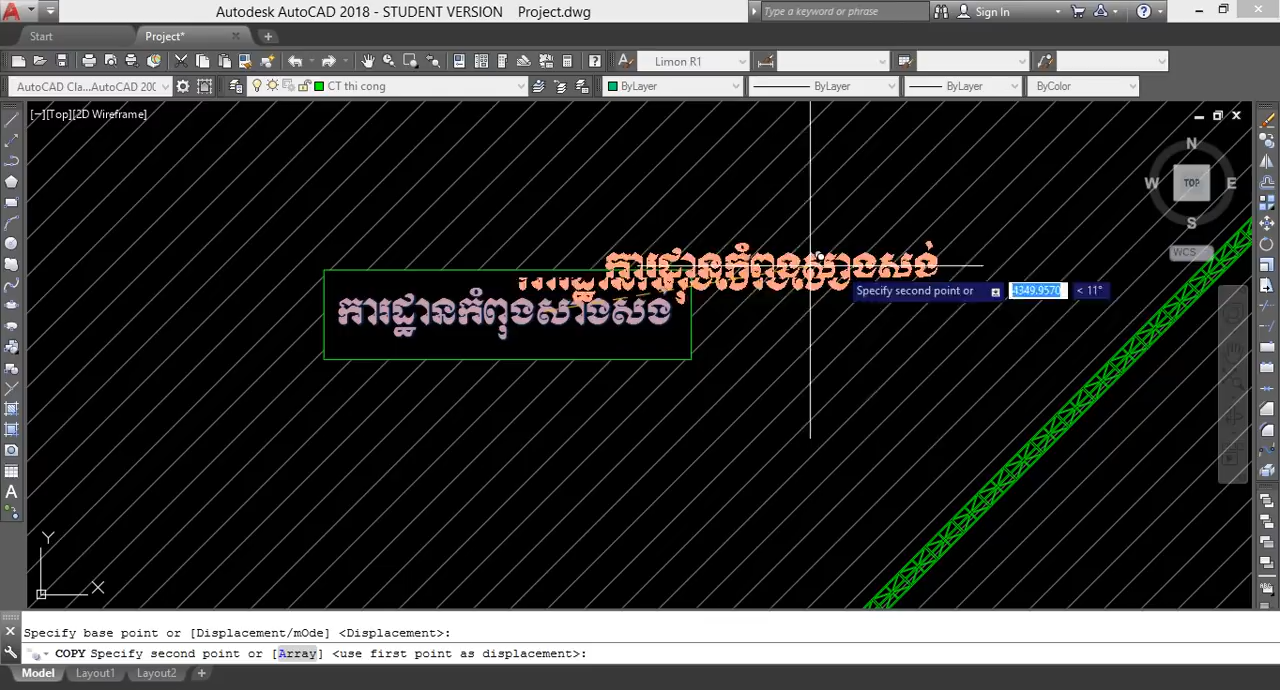 Autodesk AutoCAD 2018 - STUDENT VERSION Project.dwg
Type a keyword or phrase
Sign In
Start
Project*
Limon R1
AutoCAD Cla...AutoCAD 200
CT thi cong
ByLayer
ByLayer
ByLayer
ByColor
[−][Top][2D Wireframe]
N
W
TOP
E
S
WCS
ការដ្ឋានកំពុងសាងសង់
Specify second point or
4349.9570
< 11°
ការដ្ឋានកំពុងសាងសង់
Y
X
Specify base point or [Displacement/mOde] <Displacement>:
COPY Specify second point or [Array] <use first point as displacement>:
Model
Layout1
Layout2